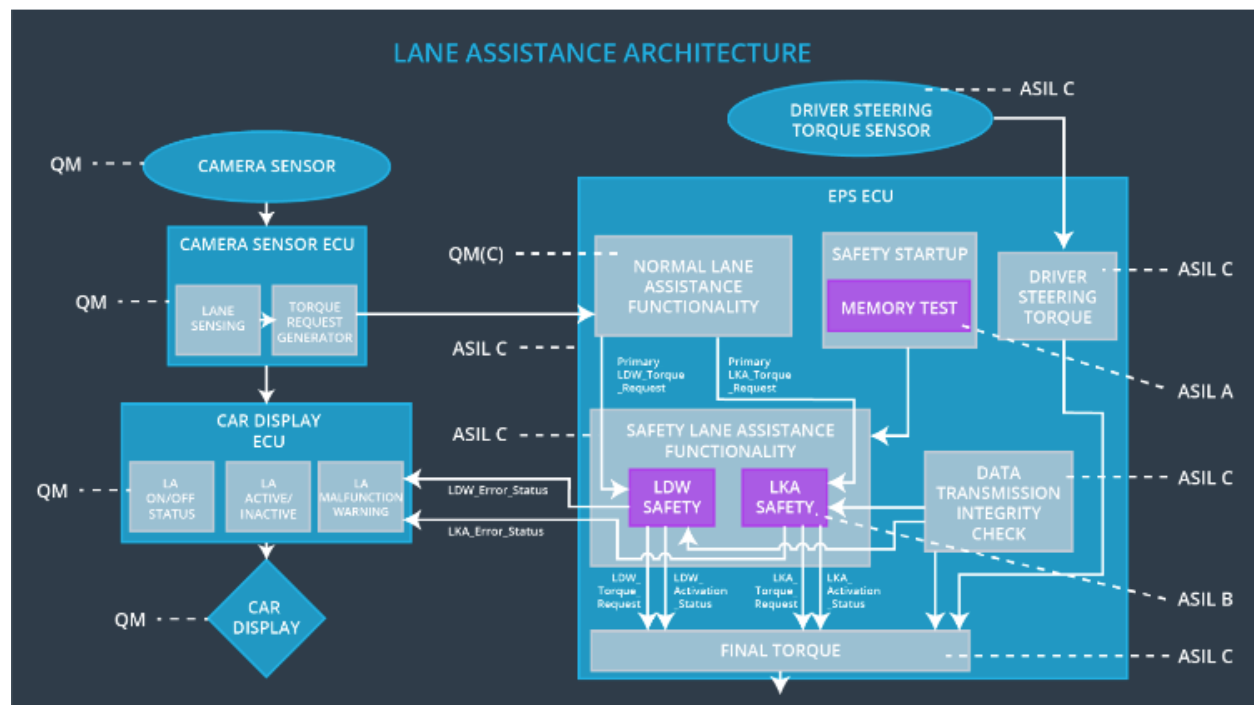 LANE ASSISTANCE ARCHITECTURE
ASIL C
DRIVER STEERING
TORQUE SENSOR
QM
CAMERA SENSOR
EPS ECU
CAMERA SENSOR ECU
QM(C)
NORMAL LANE
ASSISTANCE
FUNCTIONALITY
SAFETY STARTUP
MEMORY TEST
DRIVER
STEERING
TORQUE
ASIL C
QM
LANE
SENSING
TORQUE
REQUEST
GENERATOR
ASIL C
Primary
LDW_Torque
_Request
Primary
LKA_Torque
_Request
ASIL A
CAR DISPLAY
ECU
ASIL C
SAFETY LANE ASSISTANCE
FUNCTIONALITY
QM
LA
ON/OFF
STATUS
LA
ACTIVE/
INACTIVE
LA
MALFUNCTION
WARNING
LDW_Error_Status
LKA_Error_Status
LDW
SAFETY
LKA
SAFETY
DATA
TRANSMISSION
INTEGRITY
CHECK
ASIL C
LDW_
Torque_
Request
LDW_
Activation
_Status
LKA_
Torque_
Request
LKA_
Activation
_Status
ASIL B
QM
CAR
DISPLAY
FINAL TORQUE
ASIL C